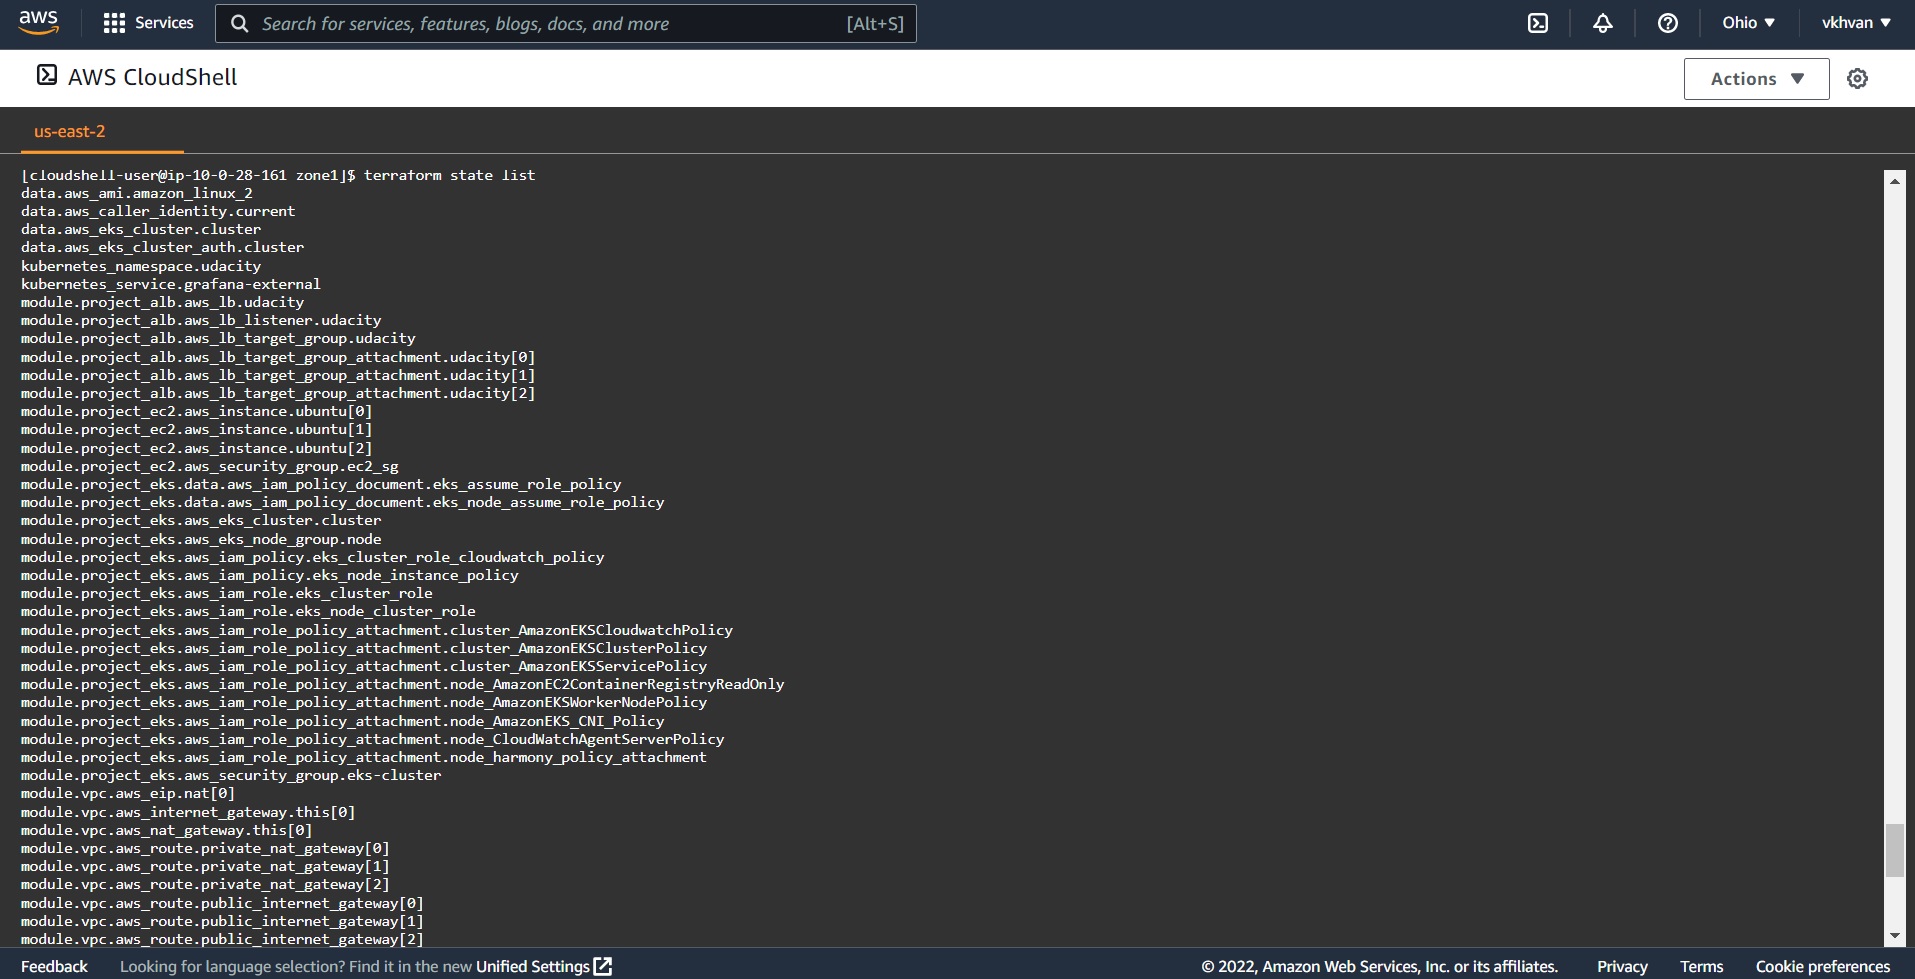 aws
Services
Search for services, features, blogs, docs, and more [Alt+S]
Ohio ▼
vkhvan ▼
AWS CloudShell
Actions ▼
us-east-2
[cloudshell-user@ip-10-0-28-161 zone1]$ terraform state list
data.aws_ami.amazon_linux_2
data.aws_caller_identity.current
data.aws_eks_cluster.cluster
data.aws_eks_cluster_auth.cluster
kubernetes_namespace.udacity
kubernetes_service.grafana-external
module.project_alb.aws_lb.udacity
module.project_alb.aws_lb_listener.udacity
module.project_alb.aws_lb_target_group.udacity
module.project_alb.aws_lb_target_group_attachment.udacity[0]
module.project_alb.aws_lb_target_group_attachment.udacity[1]
module.project_alb.aws_lb_target_group_attachment.udacity[2]
module.project_ec2.aws_instance.ubuntu[0]
module.project_ec2.aws_instance.ubuntu[1]
module.project_ec2.aws_instance.ubuntu[2]
module.project_ec2.aws_security_group.ec2_sg
module.project_eks.data.aws_iam_policy_document.eks_assume_role_policy
module.project_eks.data.aws_iam_policy_document.eks_node_assume_role_policy
module.project_eks.aws_eks_cluster.cluster
module.project_eks.aws_eks_node_group.node
module.project_eks.aws_iam_policy.eks_cluster_role_cloudwatch_policy
module.project_eks.aws_iam_policy.eks_node_instance_policy
module.project_eks.aws_iam_role.eks_cluster_role
module.project_eks.aws_iam_role.eks_node_cluster_role
module.project_eks.aws_iam_role_policy_attachment.cluster_AmazonEKSCloudwatchPolicy
module.project_eks.aws_iam_role_policy_attachment.cluster_AmazonEKSClusterPolicy
module.project_eks.aws_iam_role_policy_attachment.cluster_AmazonEKSServicePolicy
module.project_eks.aws_iam_role_policy_attachment.node_AmazonEC2ContainerRegistryReadOnly
module.project_eks.aws_iam_role_policy_attachment.node_AmazonEKSWorkerNodePolicy
module.project_eks.aws_iam_role_policy_attachment.node_AmazonEKS_CNI_Policy
module.project_eks.aws_iam_role_policy_attachment.node_CloudWatchAgentServerPolicy
module.project_eks.aws_iam_role_policy_attachment.node_harmony_policy_attachment
module.project_eks.aws_security_group.eks-cluster
module.vpc.aws_eip.nat[0]
module.vpc.aws_internet_gateway.this[0]
module.vpc.aws_nat_gateway.this[0]
module.vpc.aws_route.private_nat_gateway[0]
module.vpc.aws_route.private_nat_gateway[1]
module.vpc.aws_route.private_nat_gateway[2]
module.vpc.aws_route.public_internet_gateway[0]
module.vpc.aws_route.public_internet_gateway[1]
module.vpc.aws_route.public_internet_gateway[2]
Feedback Looking for language selection? Find it in the new Unified Settings © 2022, Amazon Web Services, Inc. or its affiliates. Privacy Terms Cookie preferences